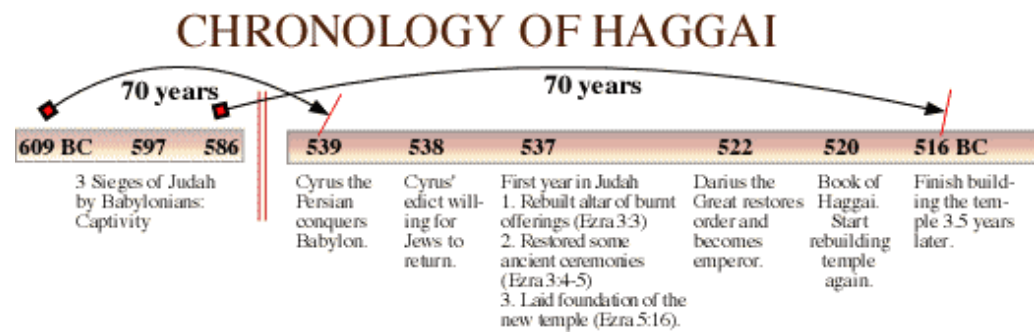 CHRONOLOGY OF HAGGAI
70 years
70 years
609 BC 597 586 539 538 537 522 520 516 BC
3 Sieges of Judah
by Babylonians:
Captivity
Cyrus the
Persian
conquers
Babylon.
Cyrus'
edict will-
ing for
Jews to
return.
First year in Judah
1. Rebuilt altar of burnt
offerings (Ezra 3:3)
2. Restored some
ancient ceremonies
(Ezra 3:4-5)
3. Laid foundation of the
new temple (Ezra 5:16).
Darius the
Great restores
order and
becomes
emperor.
Book of
Haggai.
Start
rebuilding
temple
again.
Finish build-
ing the tem-
ple 3.5 years
later.